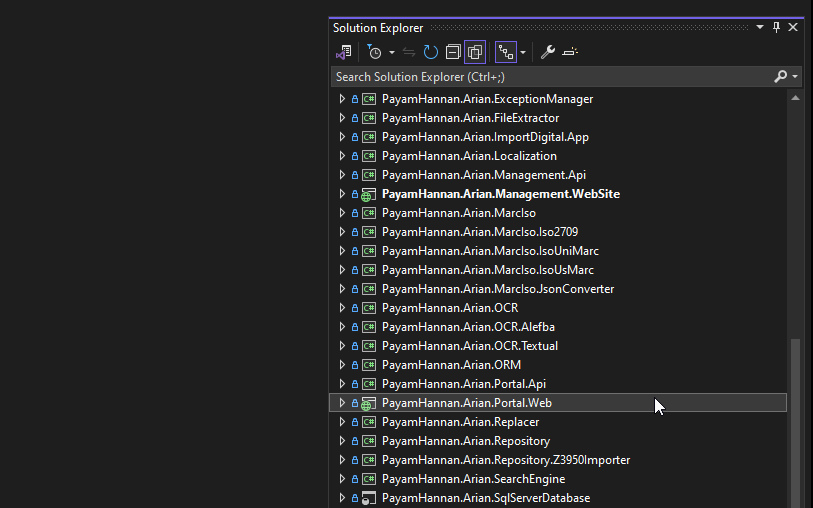 Solution Explorer
Search Solution Explorer (Ctrl+;)
C# PayamHannan.Arian.ExceptionManager
C# PayamHannan.Arian.FileExtractor
C# PayamHannan.Arian.ImportDigital.App
C# PayamHannan.Arian.Localization
C# PayamHannan.Arian.Management.Api
PayamHannan.Arian.Management.WebSite
C# PayamHannan.Arian.MarcIso
C# PayamHannan.Arian.MarcIso.Iso2709
C# PayamHannan.Arian.MarcIso.IsoUniMarc
C# PayamHannan.Arian.MarcIso.IsoUsMarc
C# PayamHannan.Arian.MarcIso.JsonConverter
C# PayamHannan.Arian.OCR
C# PayamHannan.Arian.OCR.Alefba
C# PayamHannan.Arian.OCR.Textual
C# PayamHannan.Arian.ORM
C# PayamHannan.Arian.Portal.Api
PayamHannan.Arian.Portal.Web
C# PayamHannan.Arian.Replacer
C# PayamHannan.Arian.Repository
C# PayamHannan.Arian.Repository.Z3950Importer
C# PayamHannan.Arian.SearchEngine
PayamHannan.Arian.SqlServerDatabase